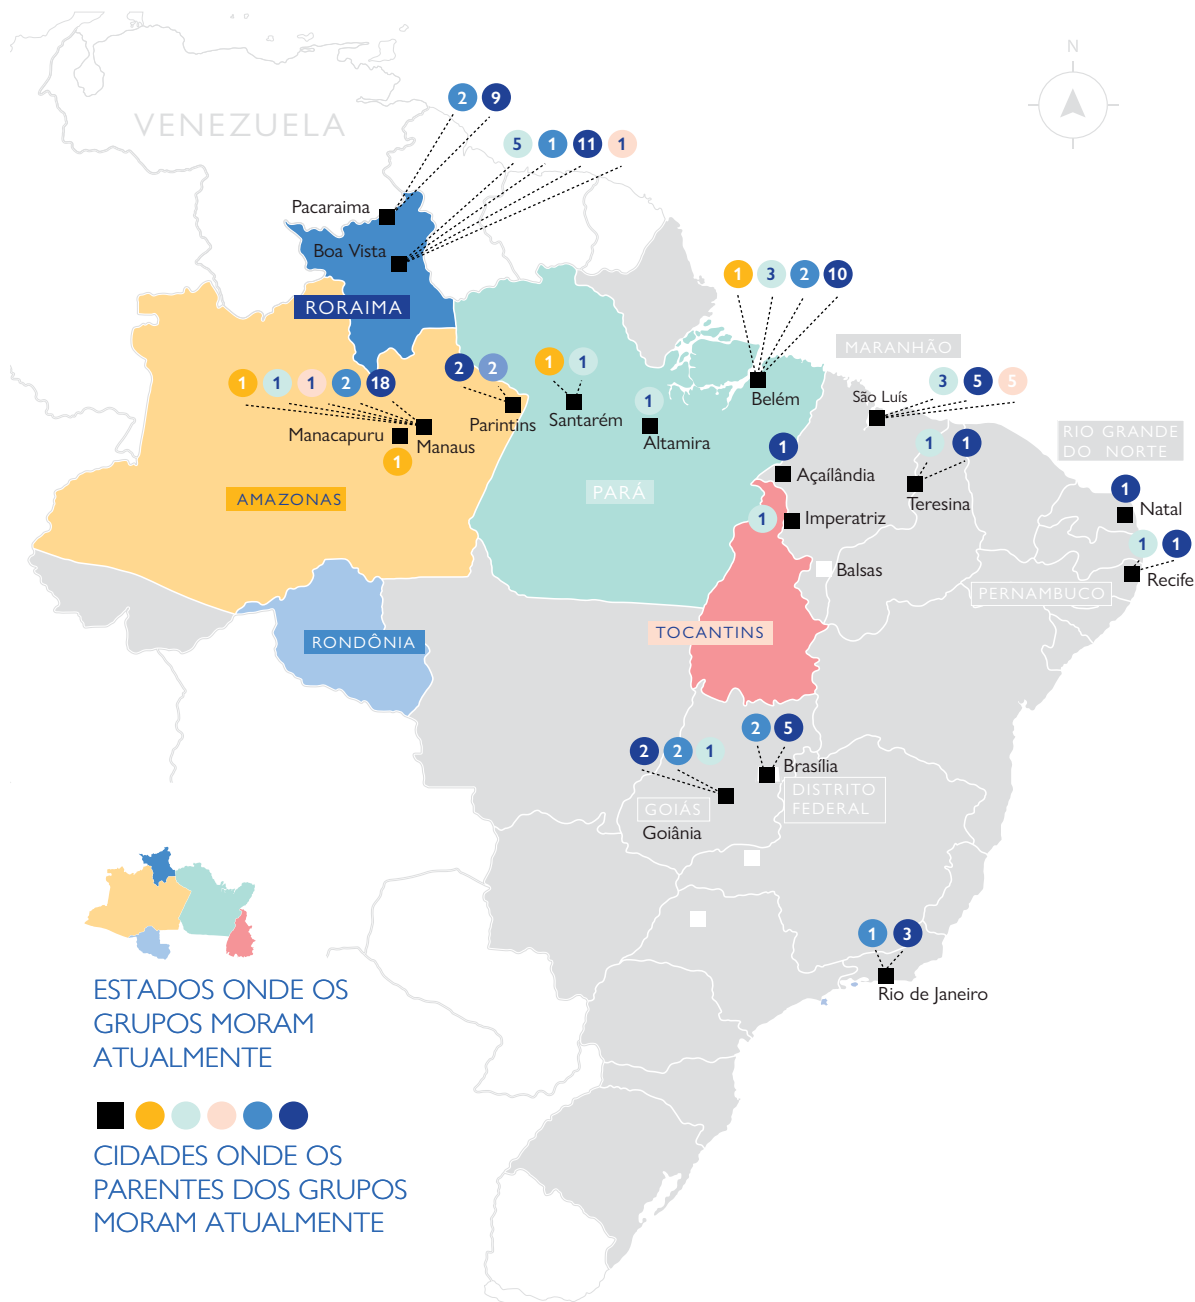 N
2 9
VENEZUELA
5 1 11 1
Pacaraima
Boa Vista
RORAIMA
1 3 2 10
MARANHÃO
1 1 1 2 18
2 2
1 1
1
3 5 5
São Luís
Belém
Parintins
Santarém
Altamira
Manacapuru
Manaus
1
1
1 1
RIO GRANDE
DO NORTE
AMAZONAS
PARÁ
Açaílândia
Teresina
1
Natal
1
Imperatriz
1 1
Recife
Balsas
PERNAMBUCO
RONDÔNIA
TOCANTINS
2 5
2 2 1
Brasília
DISTRITO
FEDERAL
GOIÁS
Goiânia
1 3
Rio de Janeiro
ESTADOS ONDE OS
GRUPOS MORAM
ATUALMENTE
CIDADES ONDE OS
PARENTES DOS GRUPOS
MORAM ATUALMENTE